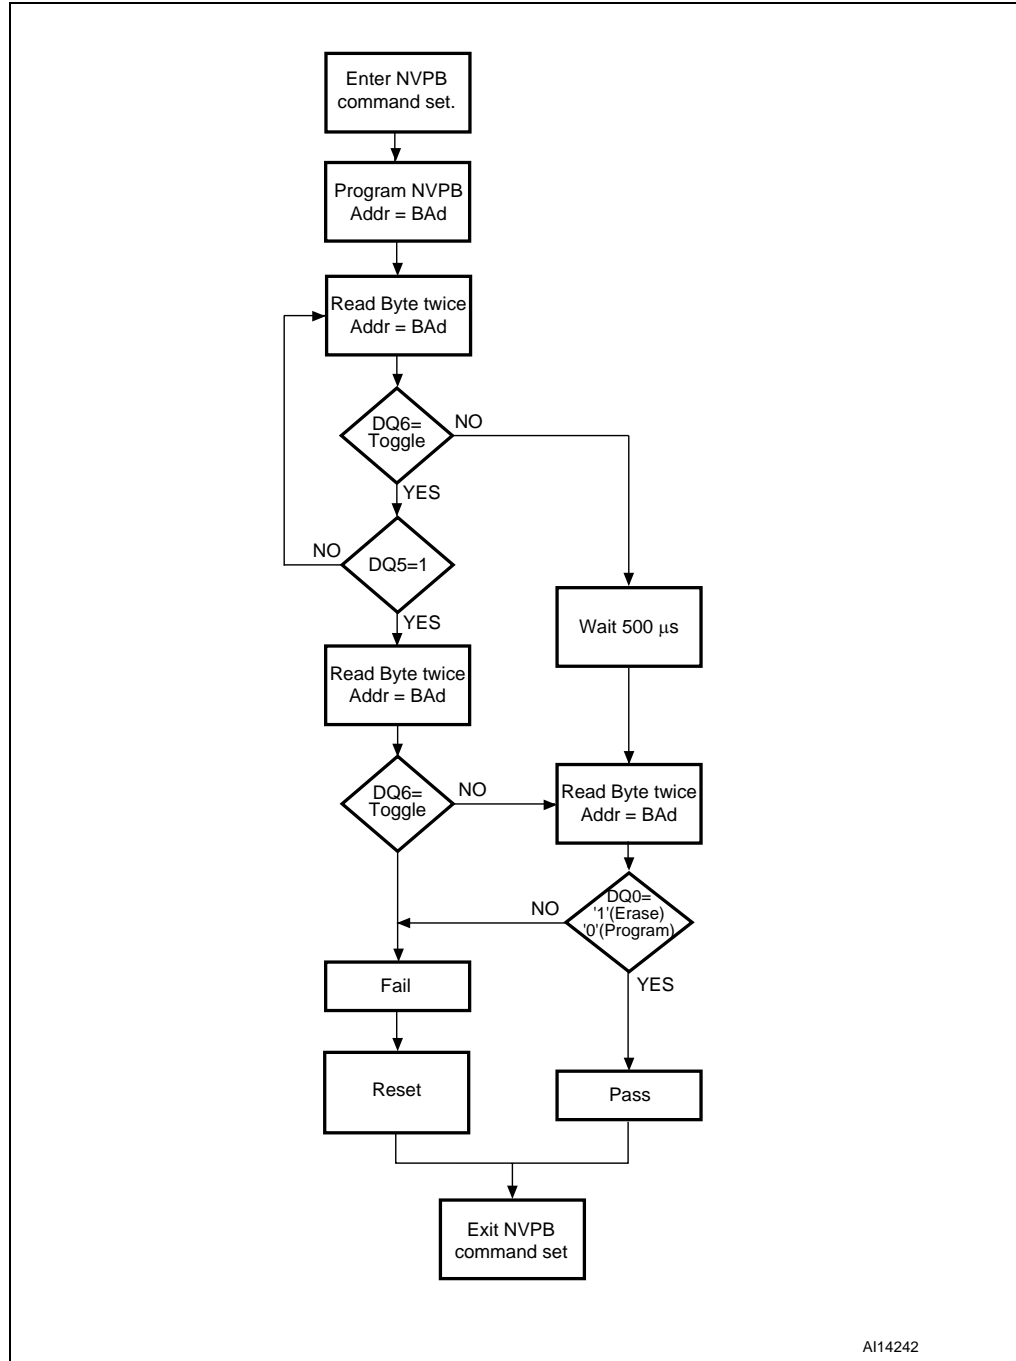 Enter NVPB
command set.
Program NVPB
Addr = BAd
Read Byte twice
Addr = BAd
DQ6=
Toggle
NO
YES
DQ5=1
NO
YES
Wait 500 µs
Read Byte twice
Addr = BAd
DQ6=
Toggle
NO
Read Byte twice
Addr = BAd
DQ0=
'1'(Erase)
'0'(Program)
NO
YES
Fail
Reset
Pass
Exit NVPB
command set
AI14242